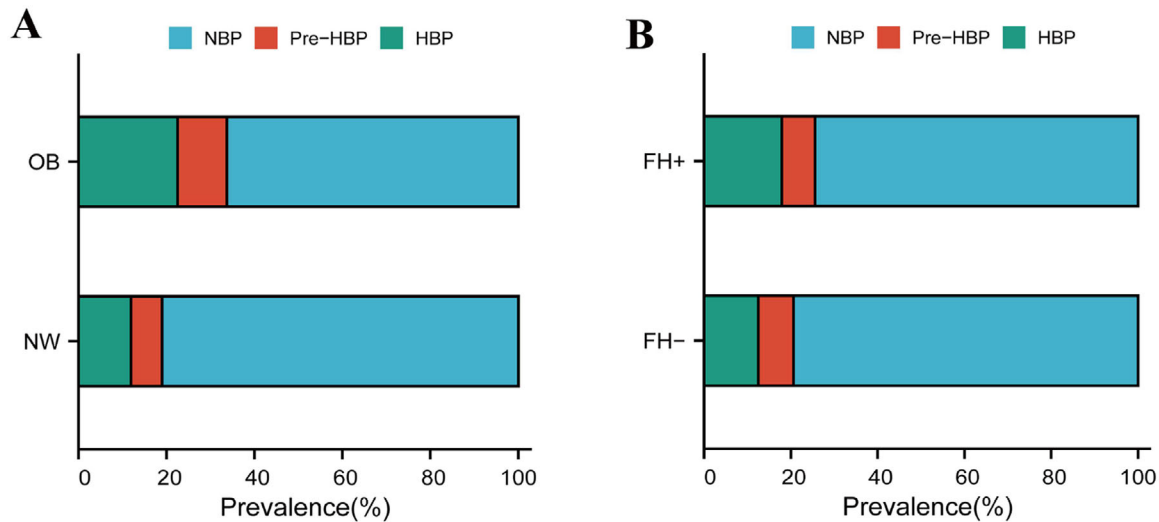 A
NBP Pre−HBP HBP
OB
NW
0 20 40 60 80 100
Prevalence(%)
B
NBP Pre−HBP HBP
FH+
FH−
0 20 40 60 80 100
Prevalence(%)